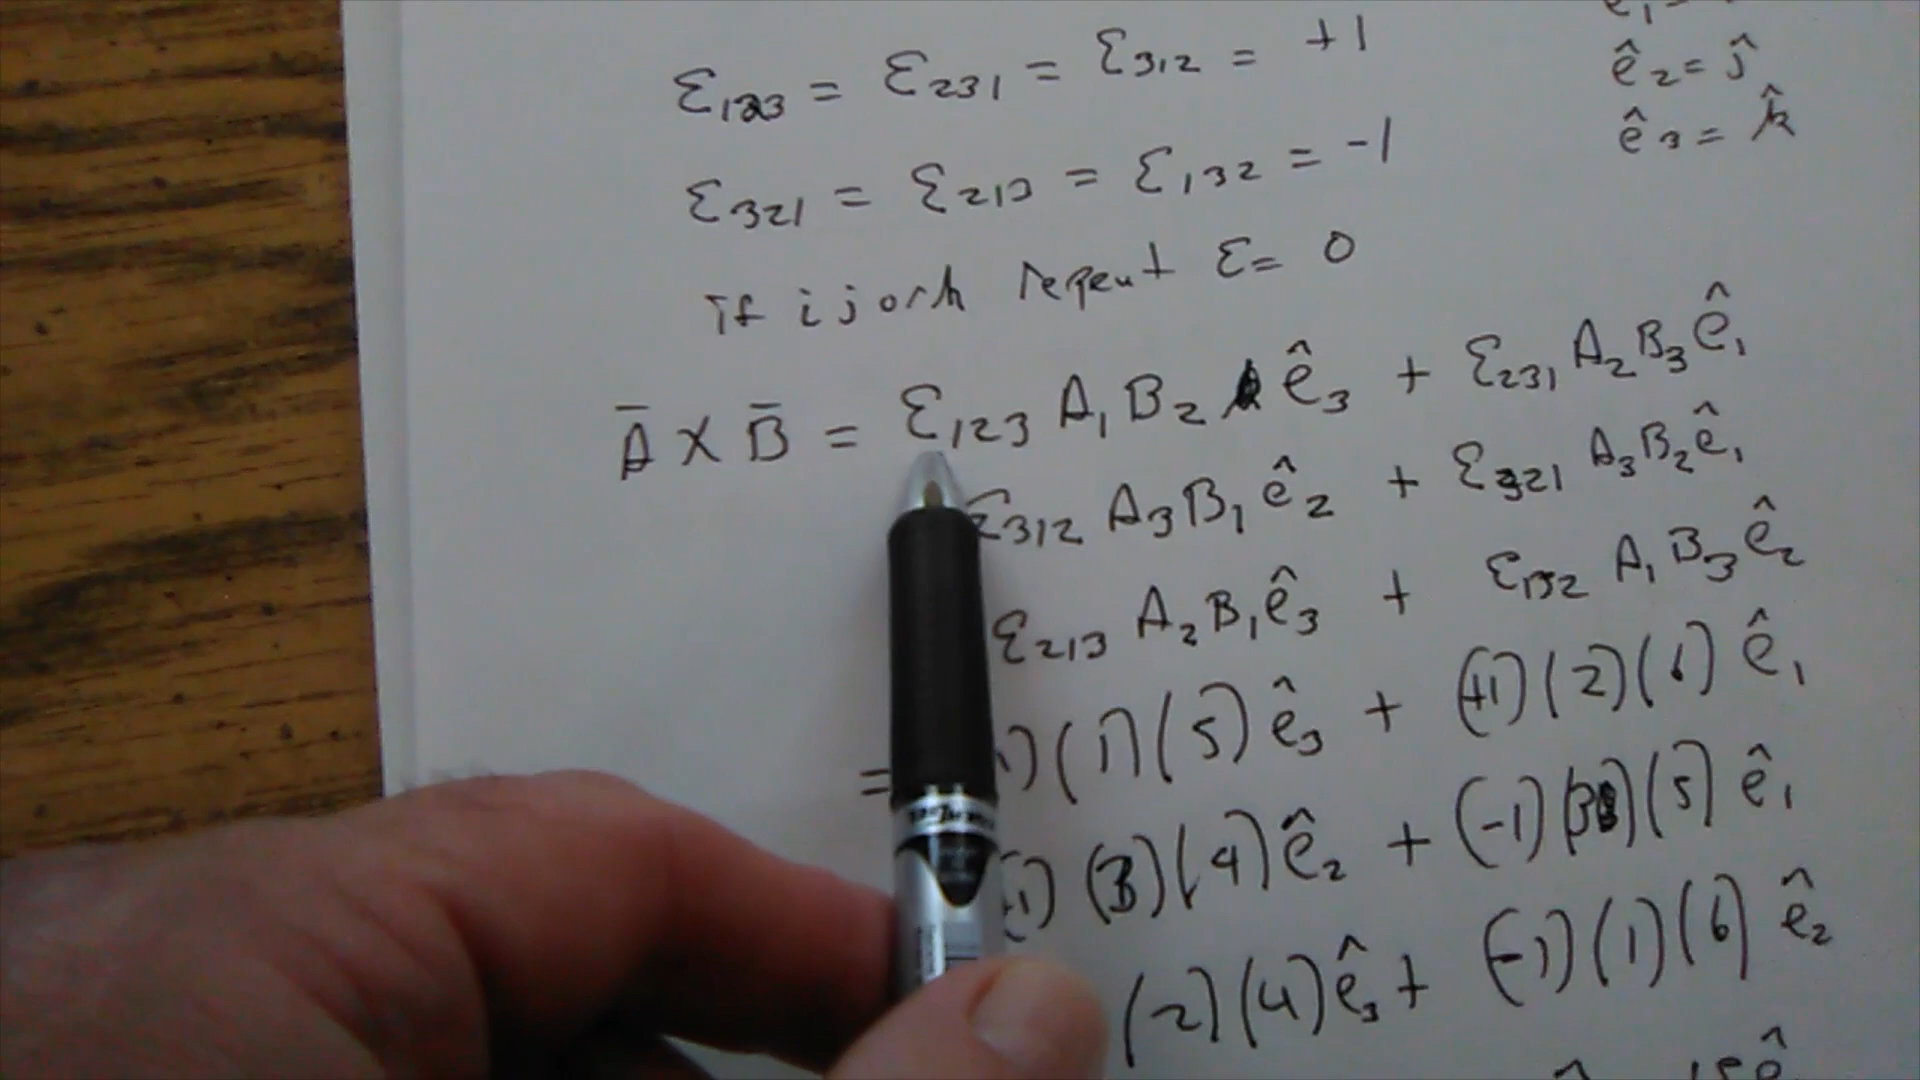 ê₁ =
ε₁₂₃ = ε₂₃₁ = ε₃₁₂ = +1
ê₂ = ĵ
ê₃ = k̂
ε₃₂₁ = ε₂₁₃ = ε₁₃₂ = -1
If i j or k repeat ε = 0
A̅ X B̅ = ε₁₂₃ A₁ B₂ ê₃ + ε₂₃₁ A₂ B₃ ê₁
ε₃₁₂ A₃ B₁ ê₂ + ε₃₂₁ A₃ B₂ ê₁
ε₂₁₃ A₂ B₁ ê₃ + ε₁₃₂ A₁ B₃ ê₂
= 1)(1)(5) ê₃ + (+1)(2)(6) ê₁
1)(3)(4) ê₂ + (-1)(3)(5) ê₁
(2)(4) ê₃ + (-1)(1)(6) ê₂